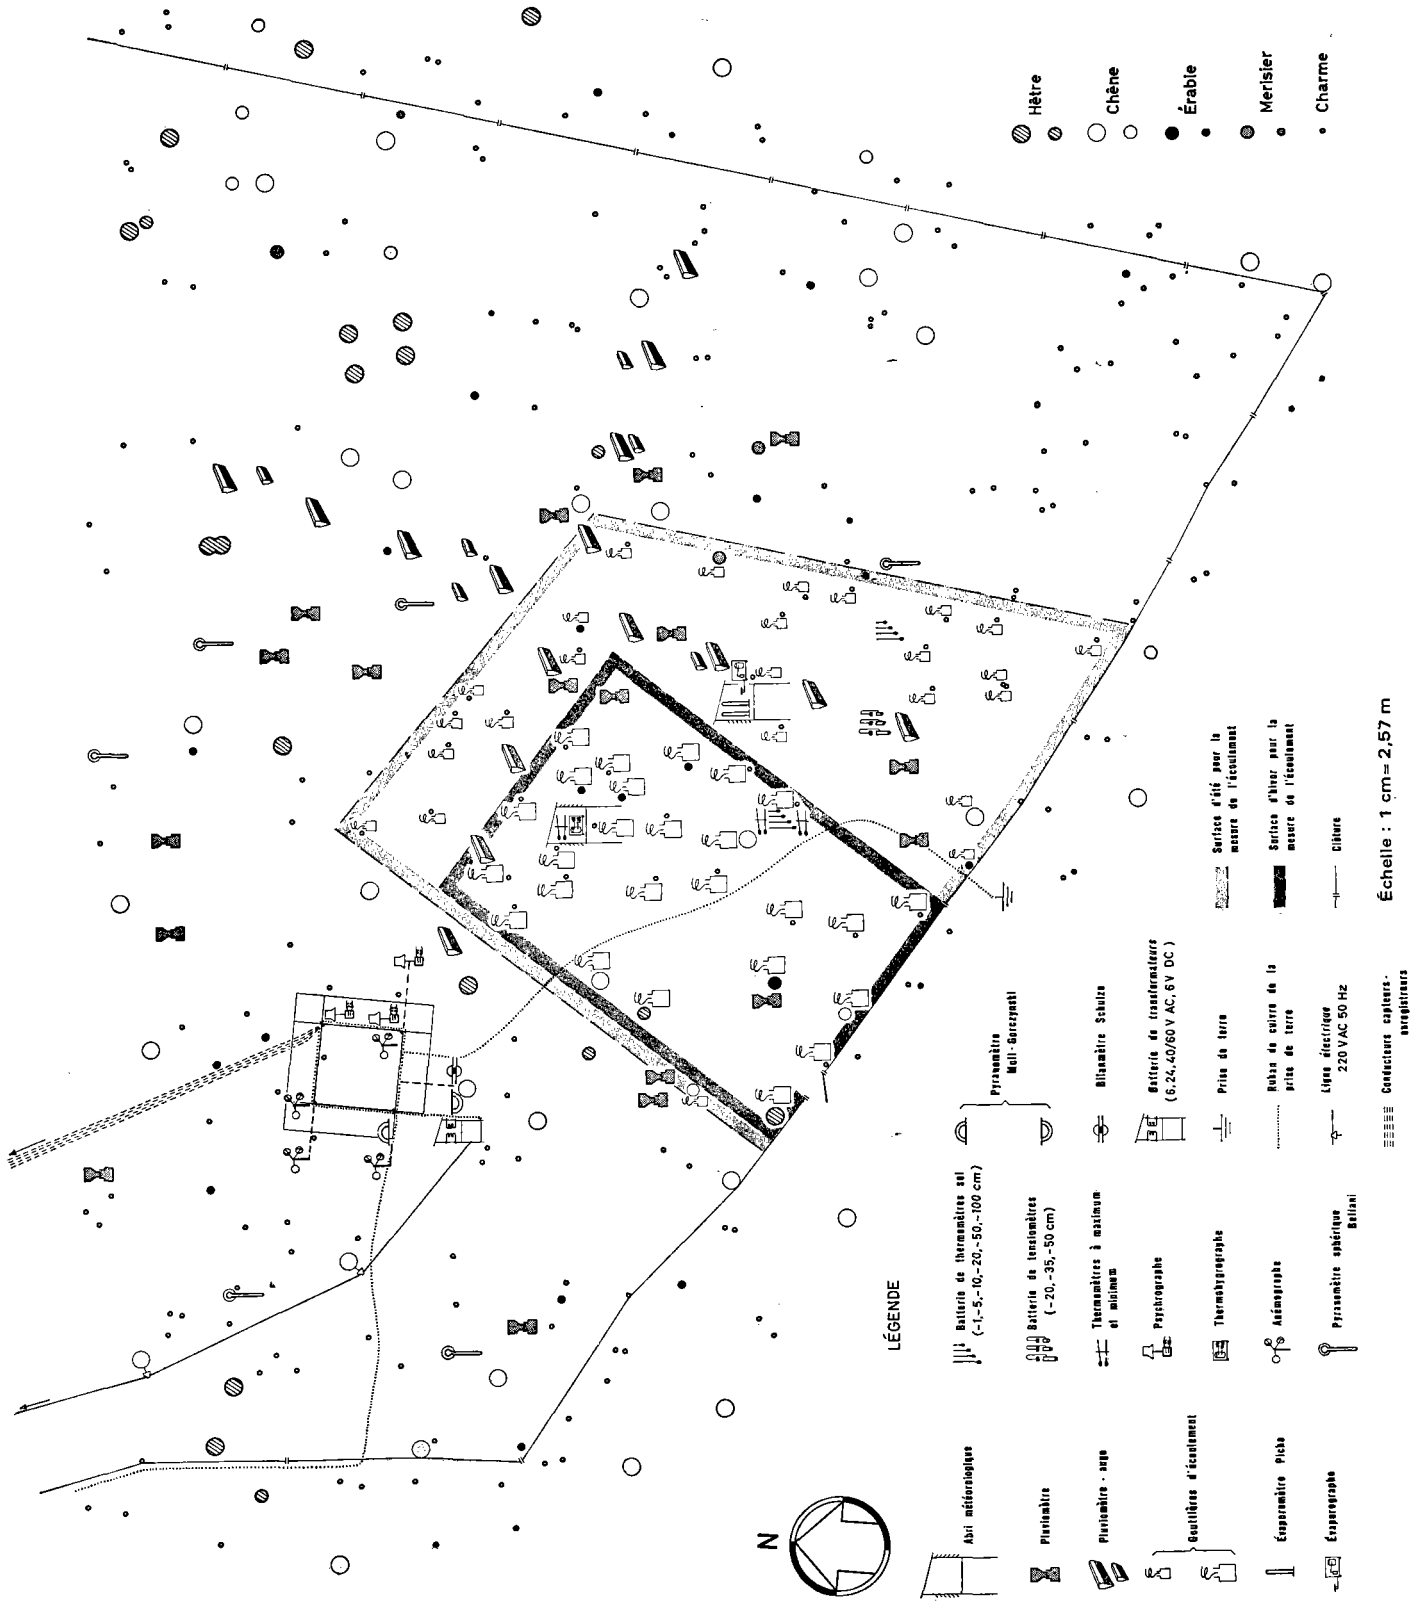 Hêtre
Chêne
Érable
Merisier
Charme
N
LÉGENDE
Abri météorologique
Pluviomètre
Pluviomètre - auge
Gouttières d'écoulement
Évaporomètre Piche
Évaporographe
Batterie de thermomètres sol
(-1,-5,-10,-20,-50,-100 cm)
Batterie de tensiomètres
(-20,-35,-50 cm)
Thermomètres à maximum
et minimum
Psychrographe
Thermohygrographe
Anémographe
Pyranomètre sphérique
Bellani
Pyranomètre
Moll-Gorczynski
Bilanmètre Schulze
Batterie de transformateurs
(6,24,40/60 V AC, 6 V DC)
Prise de terre
Ruban de cuivre de la
prise de terre
Ligne électrique
220 V AC 50 Hz
Conducteurs capteurs-
enregistreurs
Surface d'été pour la
mesure de l'écoulement
Surface d'hiver pour la
mesure de l'écoulement
Clôture
Échelle : 1 cm = 2,57 m